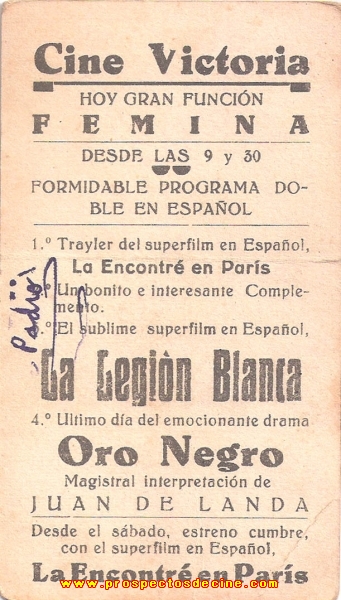 Cine Victoria
HOY GRAN FUNCIÓN
FEMINA
DESDE LAS 9 y 30
FORMIDABLE PROGRAMA DO-
BLE EN ESPAÑOL
1.º Trayler del superfilm en Español,
La Encontré en París
Un bonito e interesante Comple-
mento.
El sublime superfilm en Español,
La Legiòn Blanca
4.º Ultimo día del emocionante drama
Oro Negro
Magistral interpretación de
JUAN DE LANDA
Desde el sábado, estreno cumbre,
con el superfilm en Español,
La Encontré en París
www.prospectosdecine.com